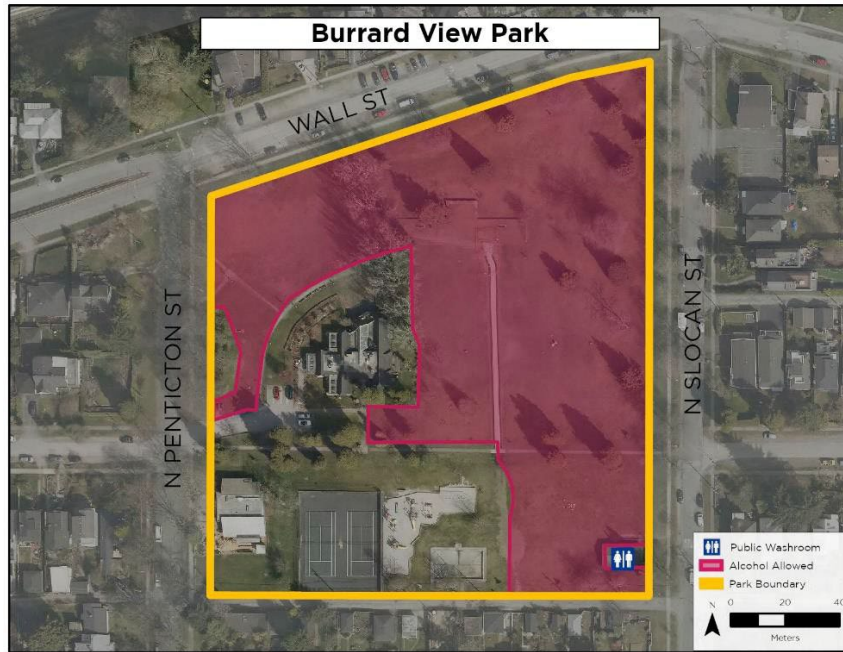 Burrard View Park
WALL ST
N PENTICTON ST
N SLOCAN ST
Public Washroom
Alcohol Allowed
Park Boundary
N
0 20 40
Meters